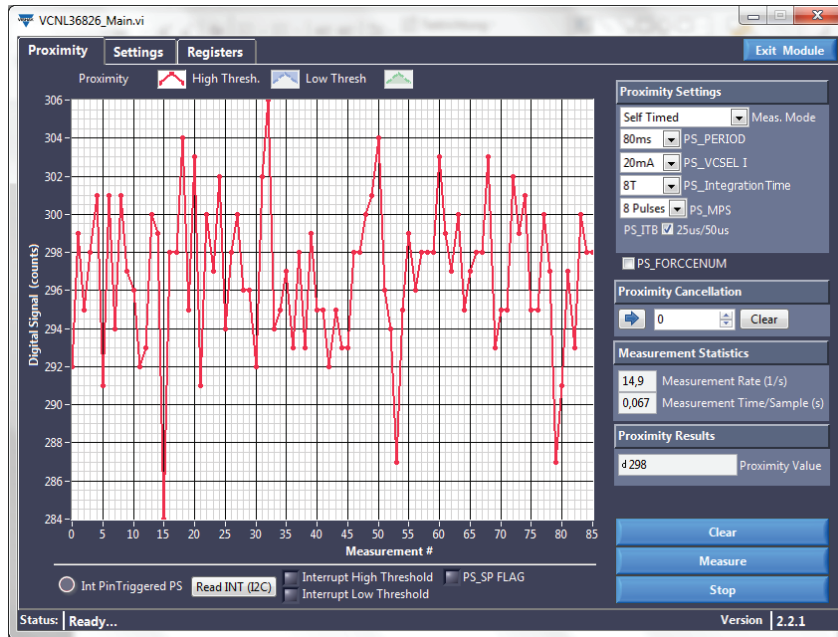 VCNL36826_Main.vi
Proximity Settings Registers
Exit Module
Proximity High Thresh. Low Thresh
306
304
302
300
298
296
294
292
290
288
286
284
Digital Signal (counts)
0 5 10 15 20 25 30 35 40 45 50 55 60 65 70 75 80 85
Measurement #
Int PinTriggered PS
Read INT (I2C)
Interrupt High Threshold
Interrupt Low Threshold
PS_SP FLAG
Proximity Settings
Self Timed Meas. Mode
80ms PS_PERIOD
20mA PS_VCSEL I
8T PS_IntegrationTime
8 Pulses PS_MPS
PS_ITB 25us/50us
PS_FORCCENUM
Proximity Cancellation
0 Clear
Measurement Statistics
14,9 Measurement Rate (1/s)
0,067 Measurement Time/Sample (s)
Proximity Results
d 298 Proximity Value
Clear
Measure
Stop
Status: Ready...
Version 2.2.1